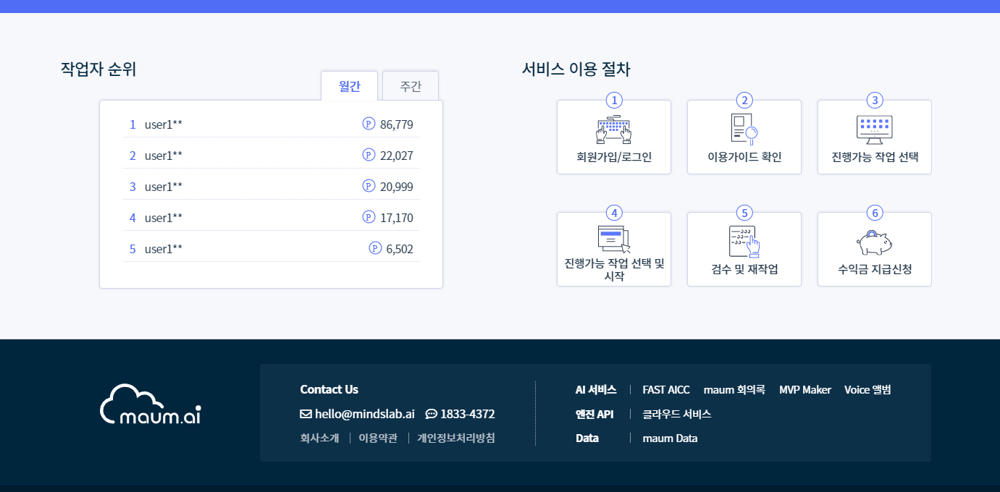 작업자 순위
월간
주간
1 user1** P 86,779
2 user1** P 22,027
3 user1** P 20,999
4 user1** P 17,170
5 user1** P 6,502
서비스 이용 절차
1
회원가입/로그인
2
이용가이드 확인
3
진행가능 작업 선택
4
진행가능 작업 선택 및
시작
5
검수 및 재작업
6
수익금 지급신청
maum.ai
Contact Us
hello@mindslab.ai 1833-4372
회사소개 이용약관 개인정보처리방침
AI 서비스 FAST AICC maum 회의록 MVP Maker Voice 앨범
엔진 API 클라우드 서비스
Data maum Data